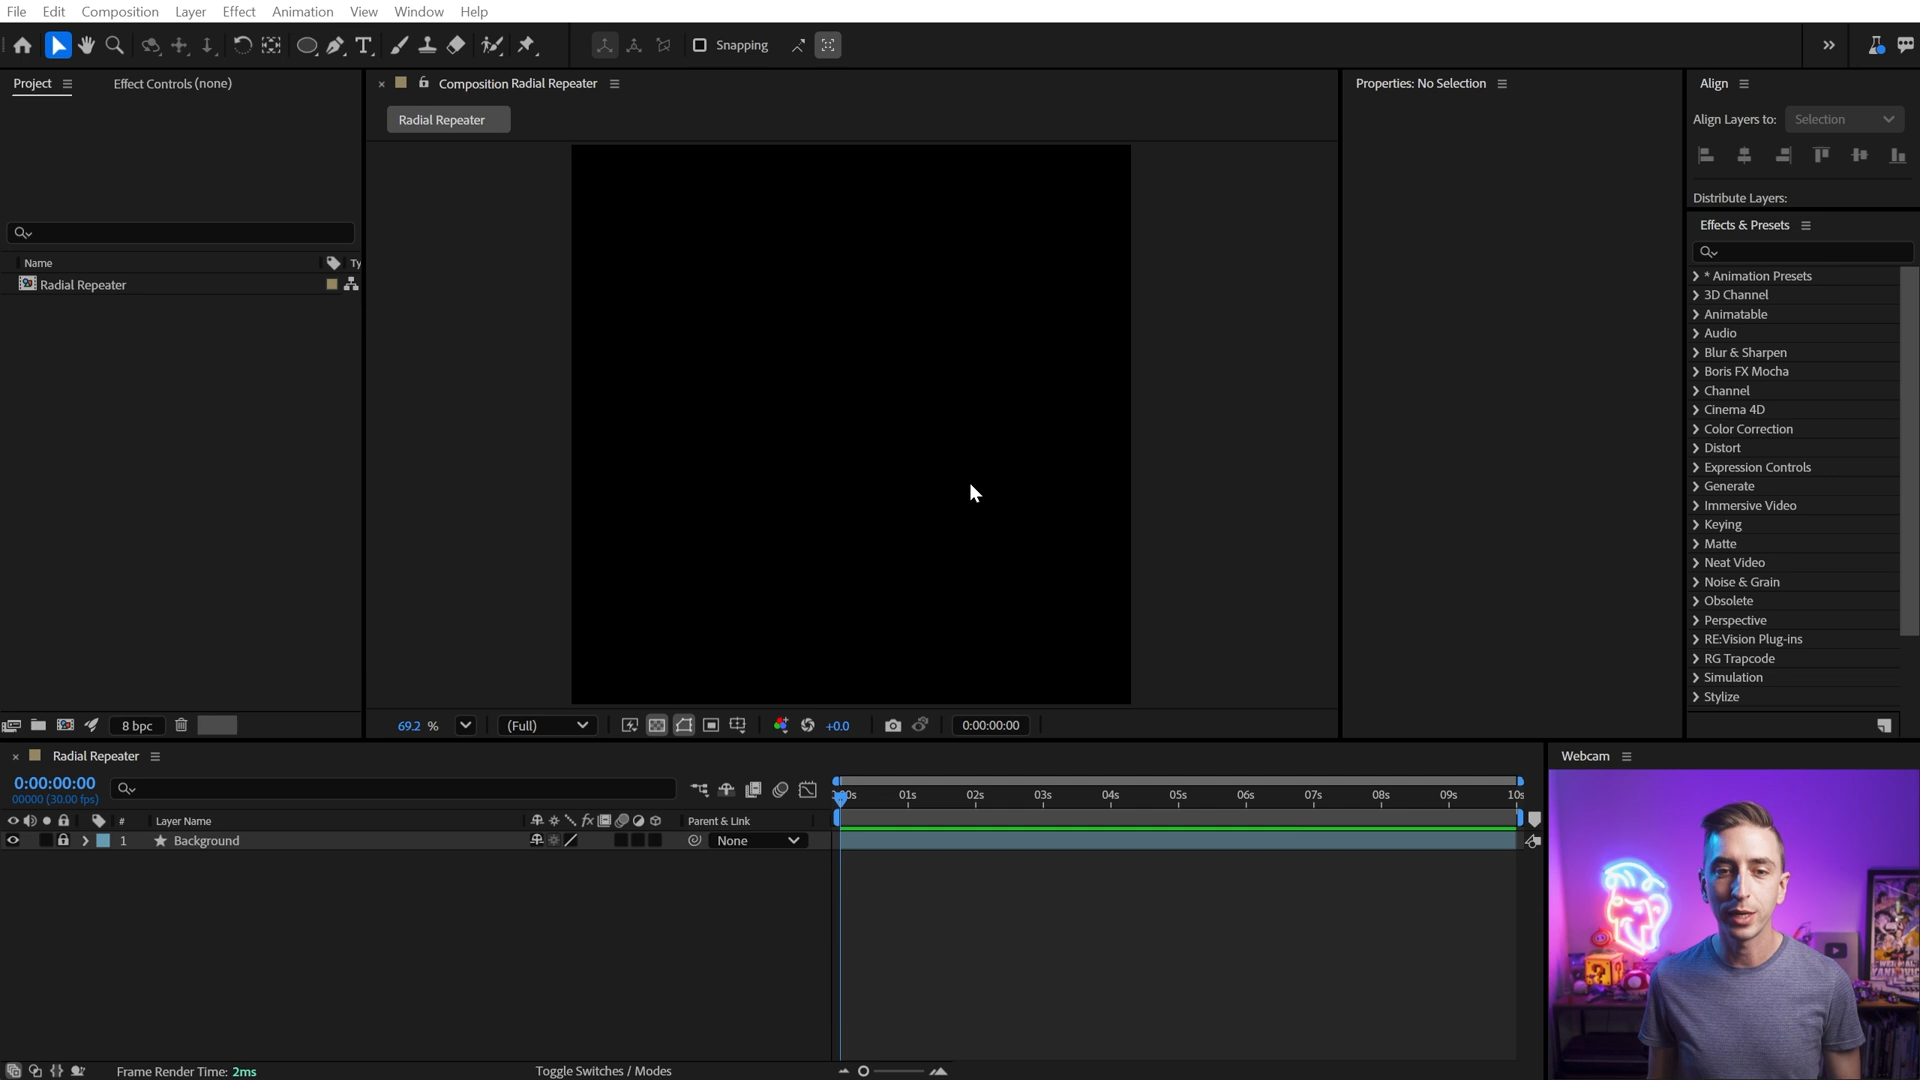 File Edit Composition Layer Effect Animation View Window Help
Snapping
Project
Effect Controls (none)
Composition Radial Repeater
Radial Repeater
Properties: No Selection
Align
Align Layers to: Selection
Distribute Layers:
Effects & Presets
* Animation Presets
3D Channel
Animatable
Audio
Blur & Sharpen
Boris FX Mocha
Channel
Cinema 4D
Color Correction
Distort
Expression Controls
Generate
Immersive Video
Keying
Matte
Neat Video
Noise & Grain
Obsolete
Perspective
RE:Vision Plug-ins
RG Trapcode
Simulation
Stylize
Name Ty
Radial Repeater
8 bpc
69.2 % (Full) +0.0 0:00:00:00
Radial Repeater
0:00:00:00
00000 (30.00 fps)
01s 02s 03s 04s 05s 06s 07s 08s 09s 10s
# Layer Name fx Parent & Link
1 Background None
Frame Render Time: 2ms
Toggle Switches / Modes
Webcam